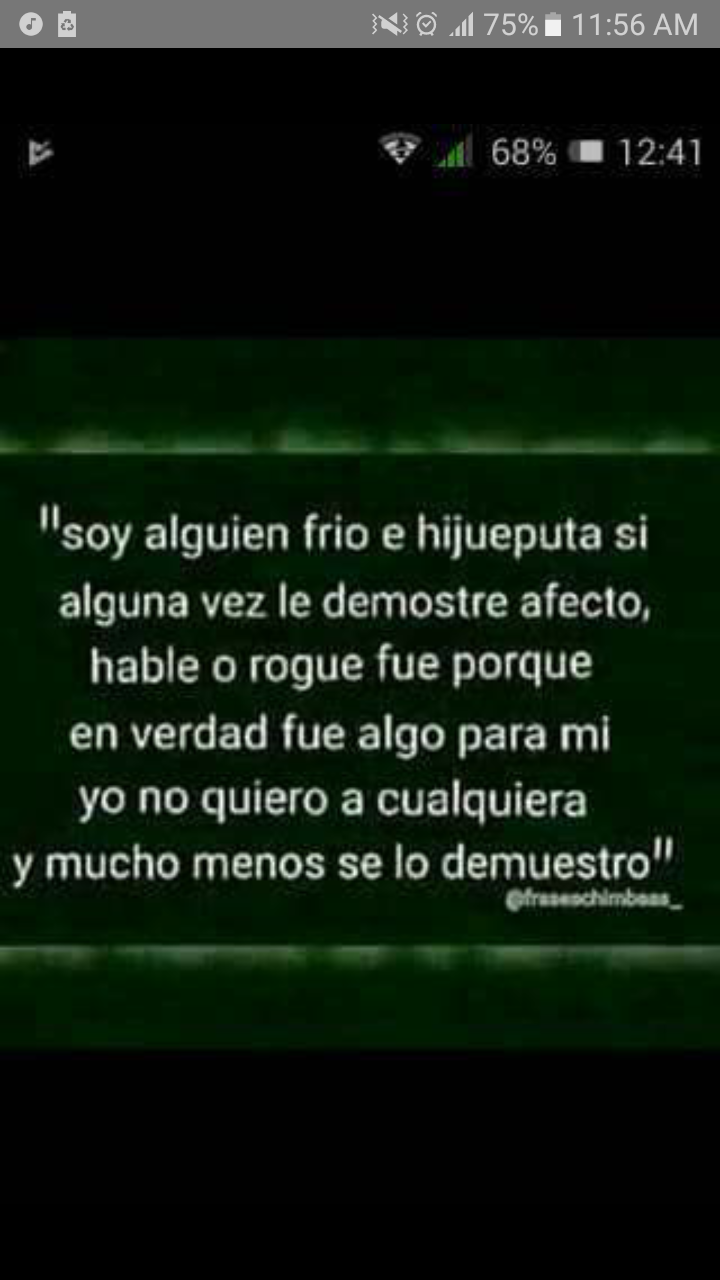 75% 11:56 AM
68% 12:41
"soy alguien frio e hijueputa si
alguna vez le demostre afecto,
hable o rogue fue porque
en verdad fue algo para mi
yo no quiero a cualquiera
y mucho menos se lo demuestro"
@fraseschimbaas_